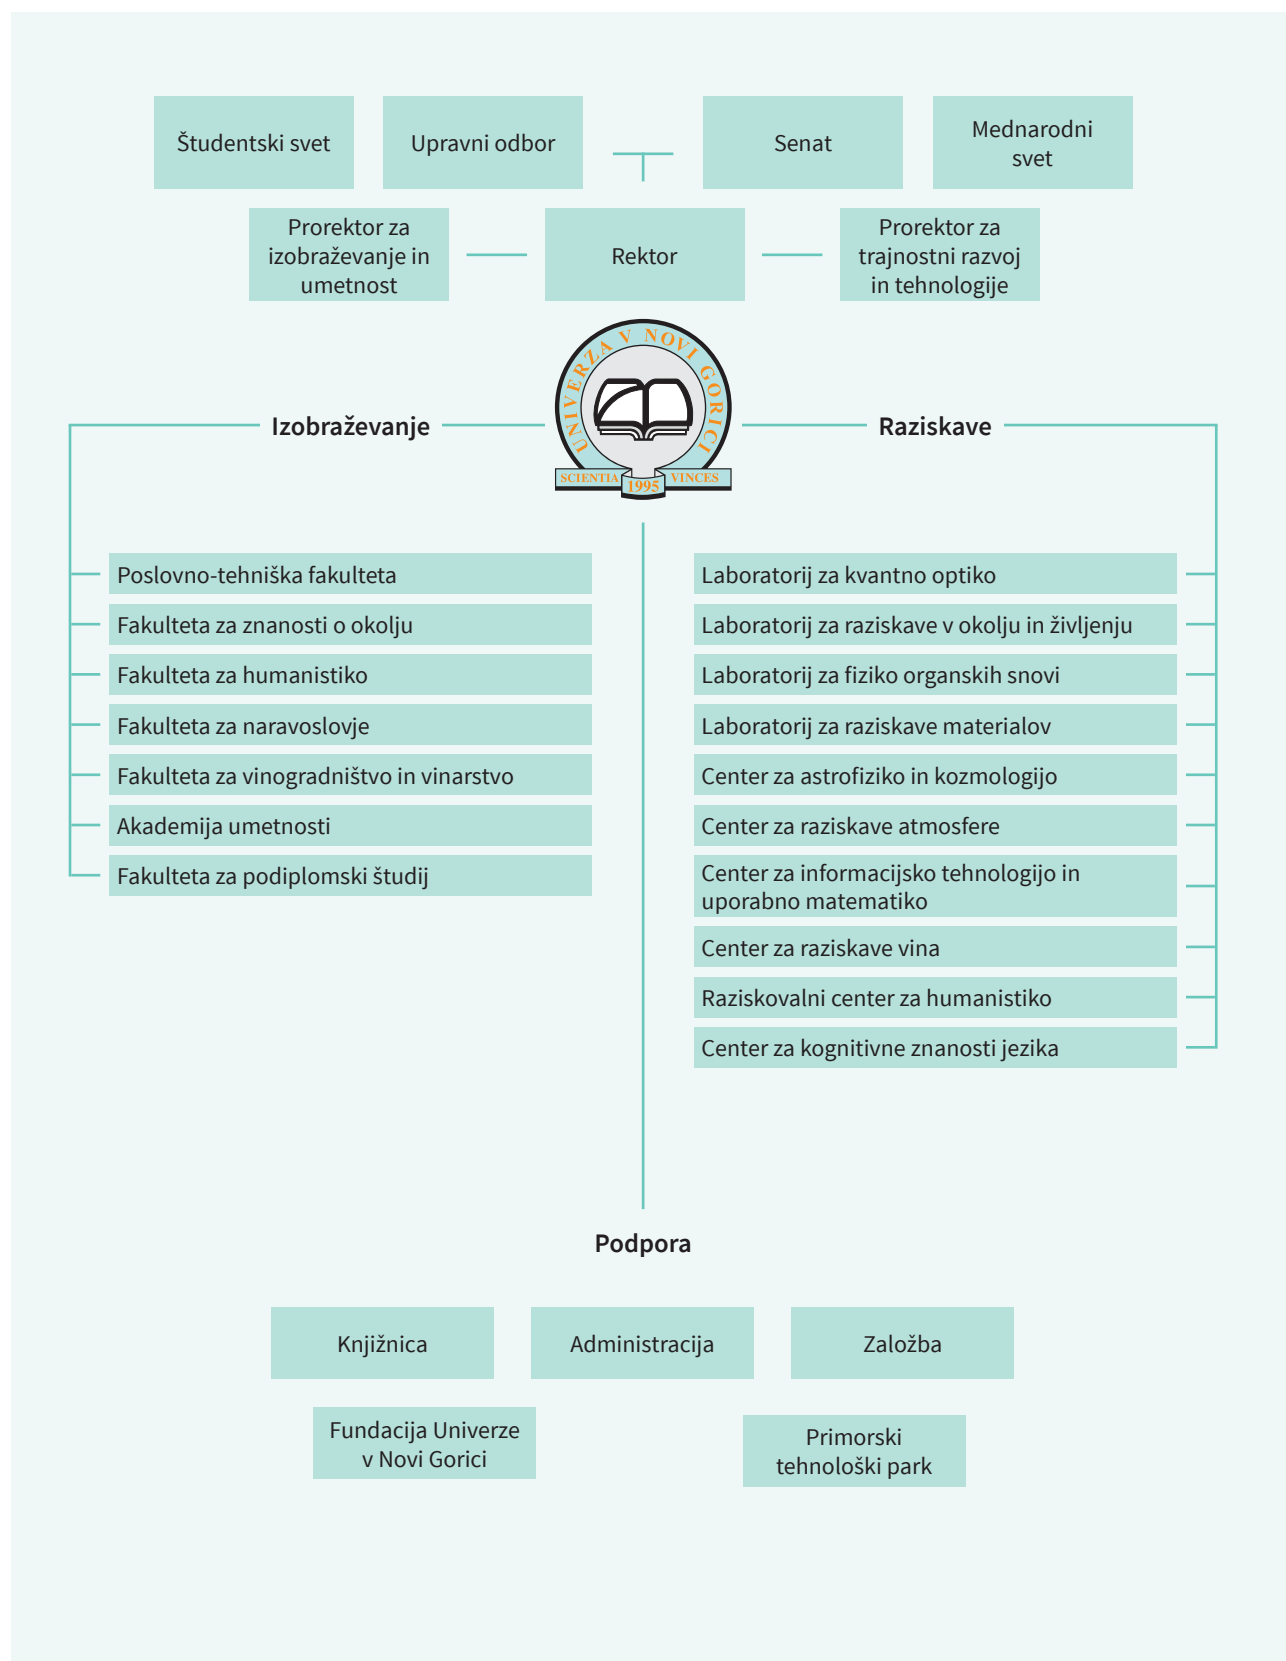 Študentski svet
Upravni odbor
Senat
Mednarodni
svet
Prorektor za
izobraževanje in
umetnost
Rektor
Prorektor za
trajnostni razvoj
in tehnologije
UNIVERZA V NOVI GORICI
SCIENTIA
1995
VINCES
Izobraževanje
Raziskave
Poslovno-tehniška fakulteta
Fakulteta za znanosti o okolju
Fakulteta za humanistiko
Fakulteta za naravoslovje
Fakulteta za vinogradništvo in vinarstvo
Akademija umetnosti
Fakulteta za podiplomski študij
Laboratorij za kvantno optiko
Laboratorij za raziskave v okolju in življenju
Laboratorij za fiziko organskih snovi
Laboratorij za raziskave materialov
Center za astrofiziko in kozmologijo
Center za raziskave atmosfere
Center za informacijsko tehnologijo in
uporabno matematiko
Center za raziskave vina
Raziskovalni center za humanistiko
Center za kognitivne znanosti jezika
Podpora
Knjižnica
Administracija
Založba
Fundacija Univerze
v Novi Gorici
Primorski
tehnološki park